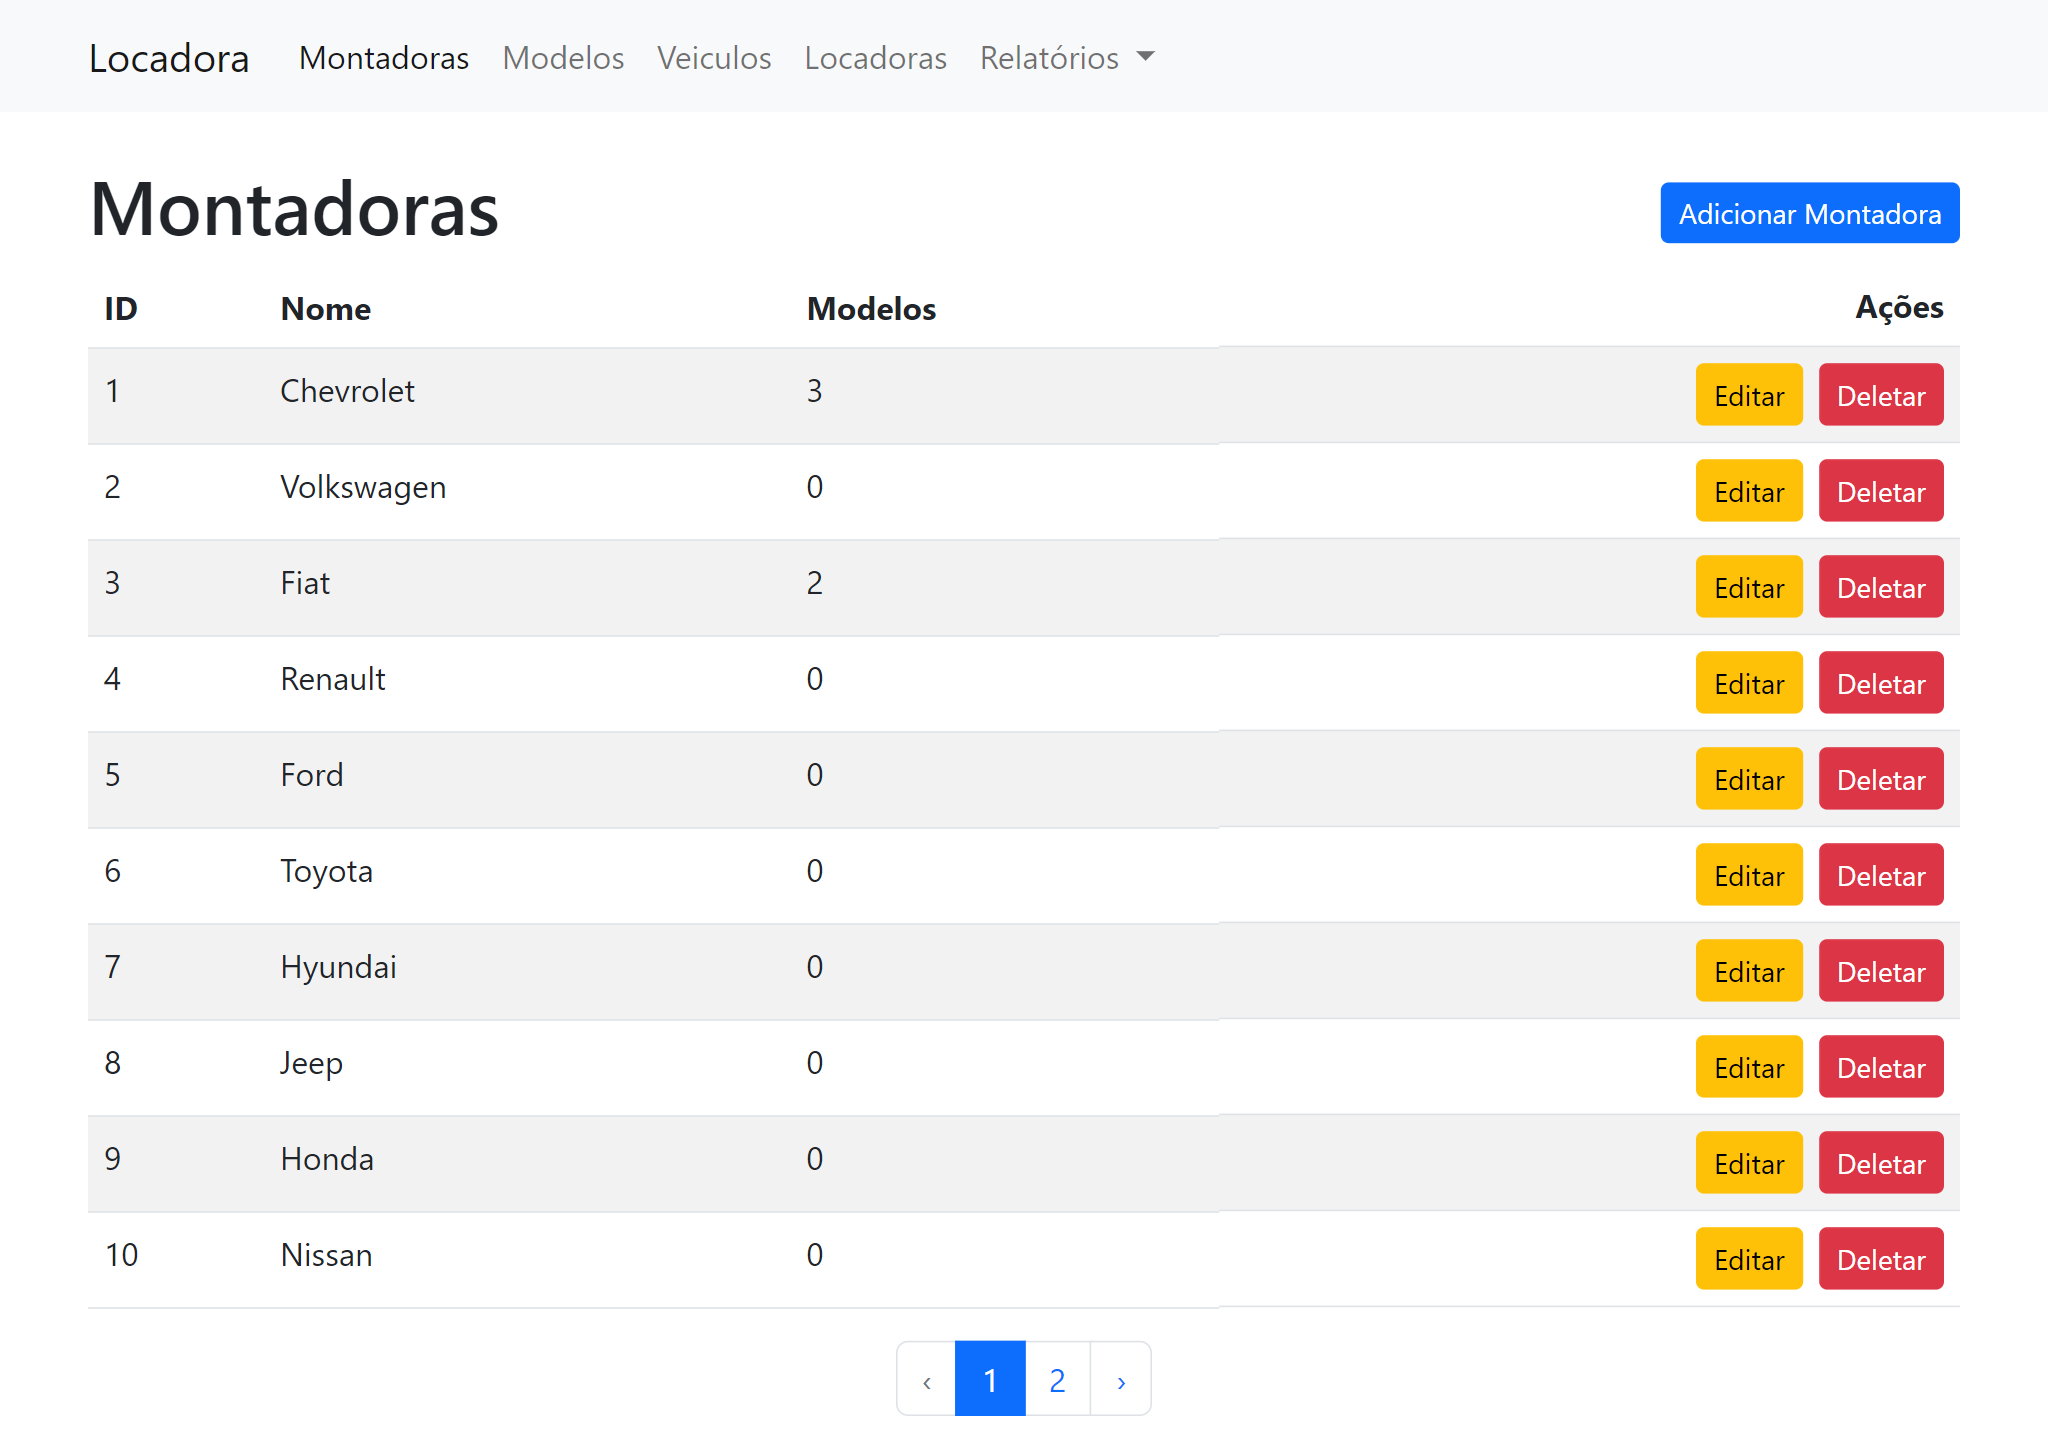 Locadora Montadoras Modelos Veiculos Locadoras Relatórios
Montadoras Adicionar Montadora
ID Nome Modelos Ações
1 Chevrolet 3 Editar Deletar
2 Volkswagen 0 Editar Deletar
3 Fiat 2 Editar Deletar
4 Renault 0 Editar Deletar
5 Ford 0 Editar Deletar
6 Toyota 0 Editar Deletar
7 Hyundai 0 Editar Deletar
8 Jeep 0 Editar Deletar
9 Honda 0 Editar Deletar
10 Nissan 0 Editar Deletar
‹ 1 2 ›